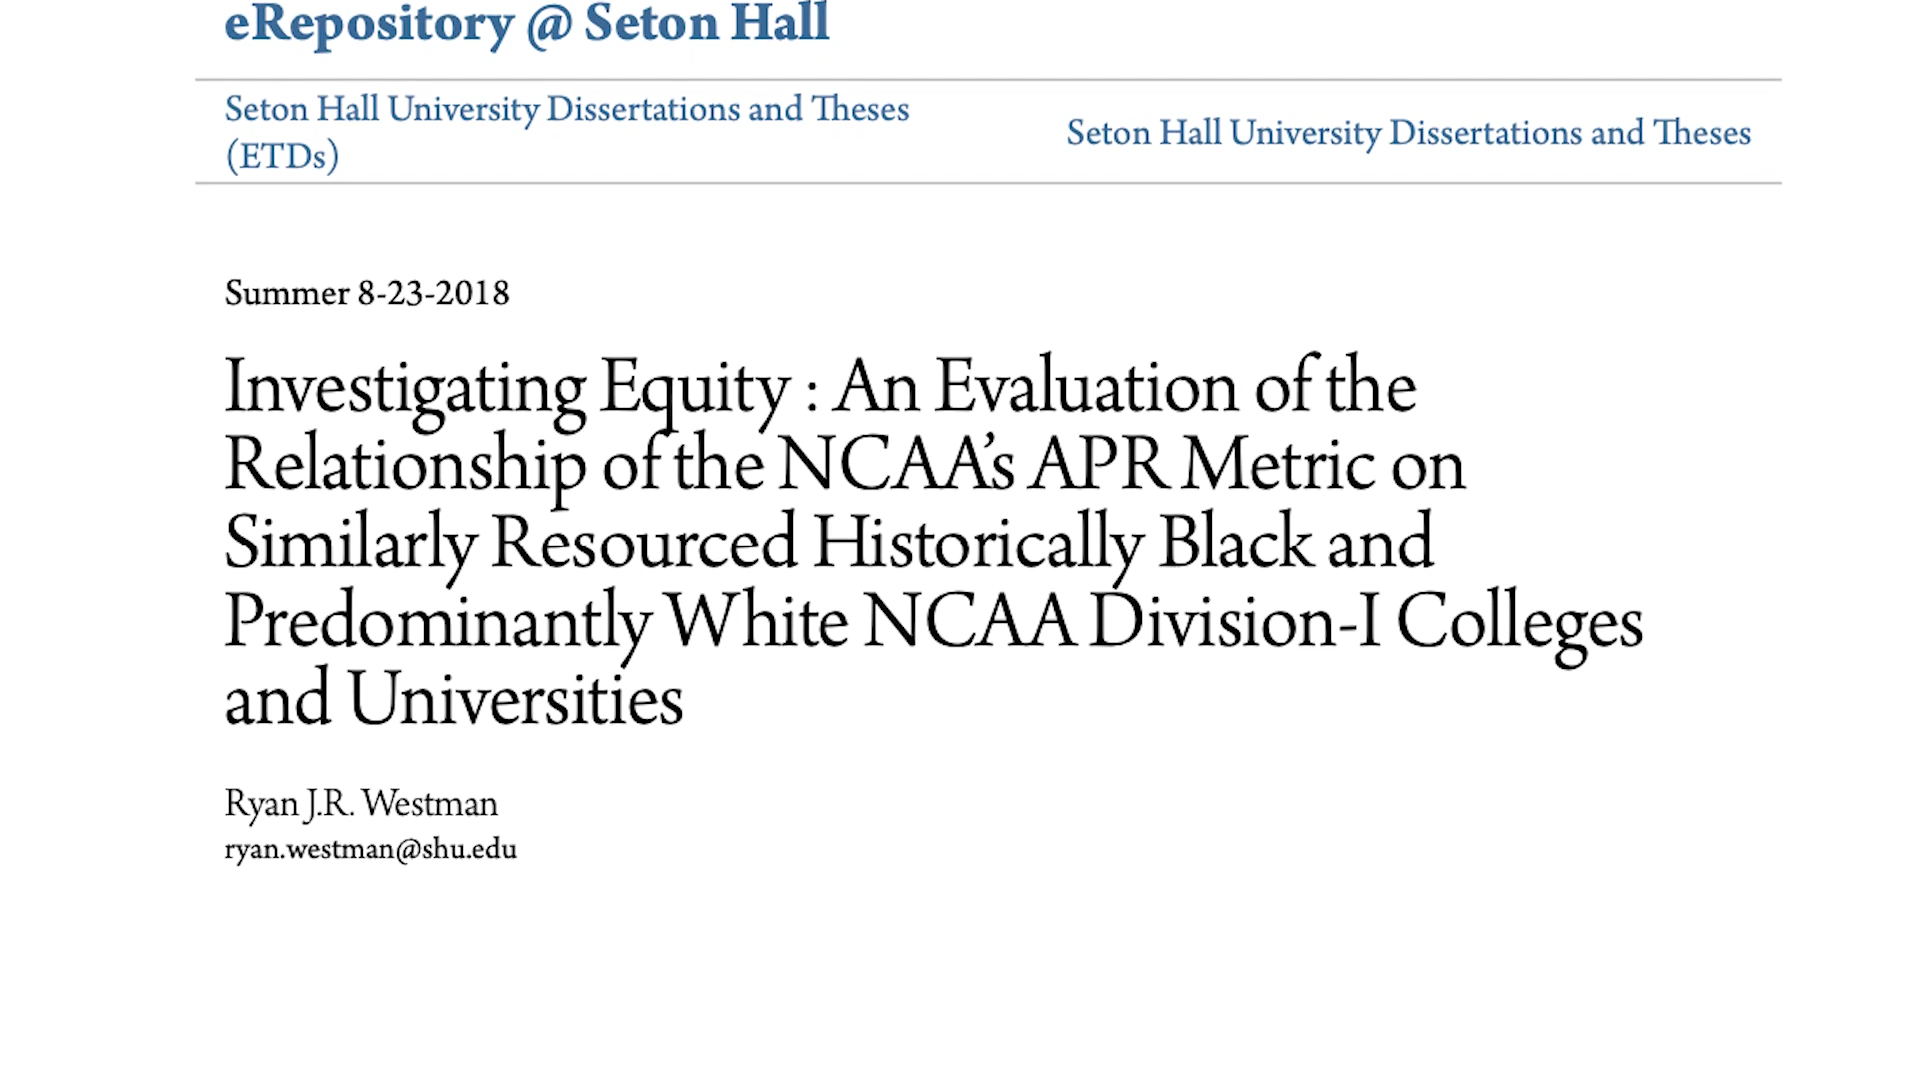 eRepository @ Seton Hall
Seton Hall University Dissertations and Theses
(ETDs)
Seton Hall University Dissertations and Theses
Summer 8-23-2018
Investigating Equity : An Evaluation of the
Relationship of the NCAA’s APR Metric on
Similarly Resourced Historically Black and
Predominantly White NCAA Division-I Colleges
and Universities
Ryan J.R. Westman
ryan.westman@shu.edu